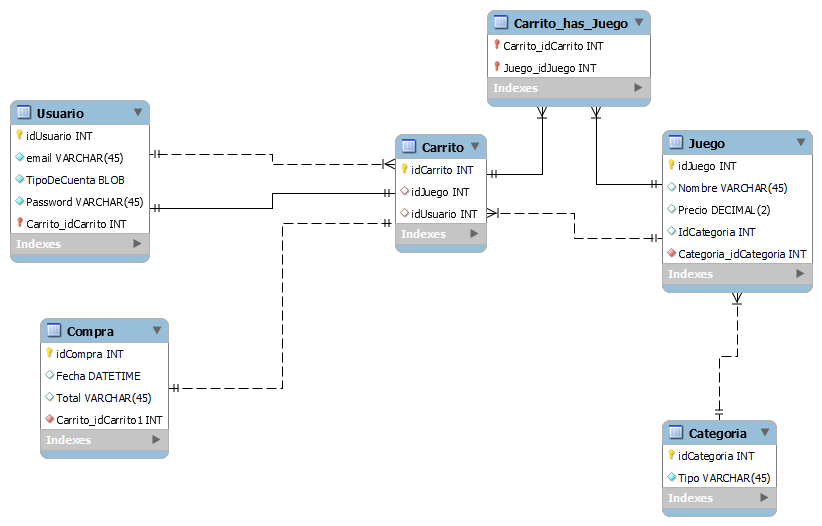 Carrito_has_Juego
Carrito_idCarrito INT
Juego_idJuego INT
Indexes
Usuario
idUsuario INT
email VARCHAR(45)
TipoDeCuenta BLOB
Password VARCHAR(45)
Carrito_idCarrito INT
Indexes
Carrito
idCarrito INT
idJuego INT
idUsuario INT
Indexes
Juego
idJuego INT
Nombre VARCHAR(45)
Precio DECIMAL(2)
IdCategoria INT
Categoria_idCategoria INT
Indexes
Compra
idCompra INT
Fecha DATETIME
Total VARCHAR(45)
Carrito_idCarrito1 INT
Indexes
Categoria
idCategoria INT
Tipo VARCHAR(45)
Indexes